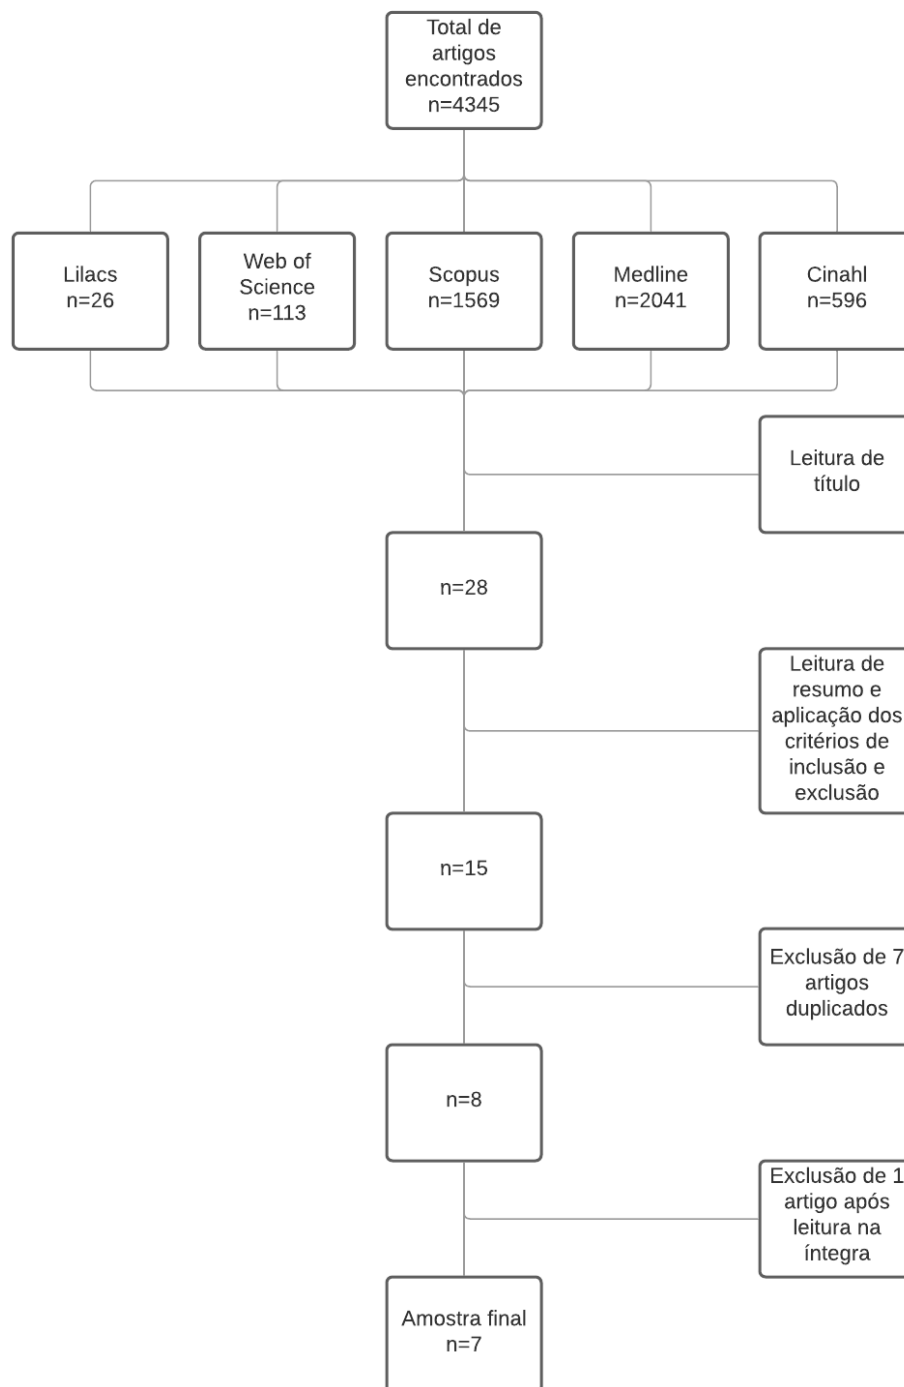 Total de
artigos
encontrados
n=4345
Lilacs
n=26
Web of
Science
n=113
Scopus
n=1569
Medline
n=2041
Cinahl
n=596
Leitura de
título
n=28
Leitura de
resumo e
aplicação dos
critérios de
inclusão e
exclusão
n=15
Exclusão de 7
artigos
duplicados
n=8
Exclusão de 1
artigo após
leitura na
íntegra
Amostra final
n=7